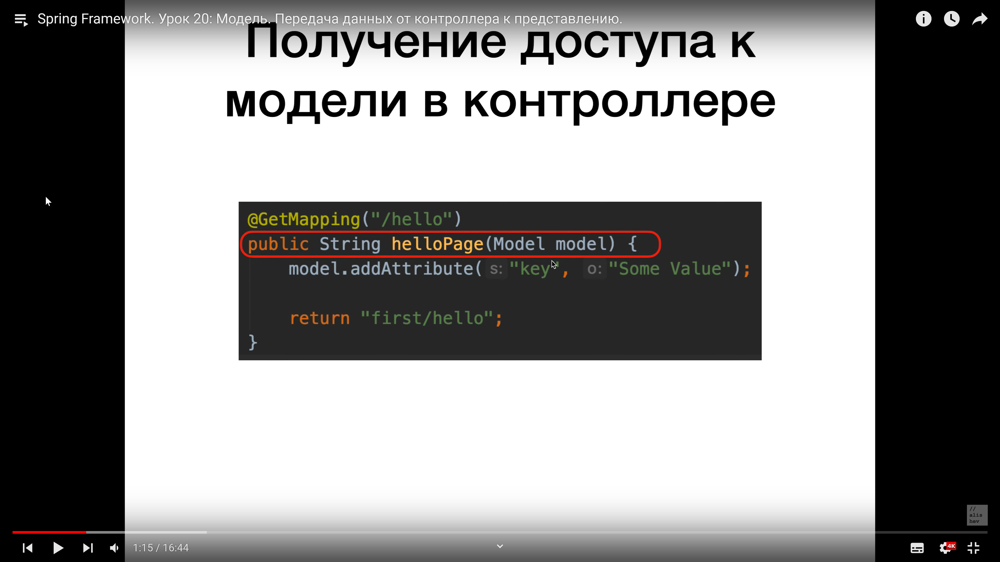 Spring Framework. Урок 20: Модель. Передача данных от контроллера к представлению.
Получение доступа к
модели в контроллере
@GetMapping("/hello")
public String helloPage(Model model) {
model.addAttribute( s: "key", o: "Some Value");
return "first/hello";
}
//
alis
hev
1:15 / 16:44
4K